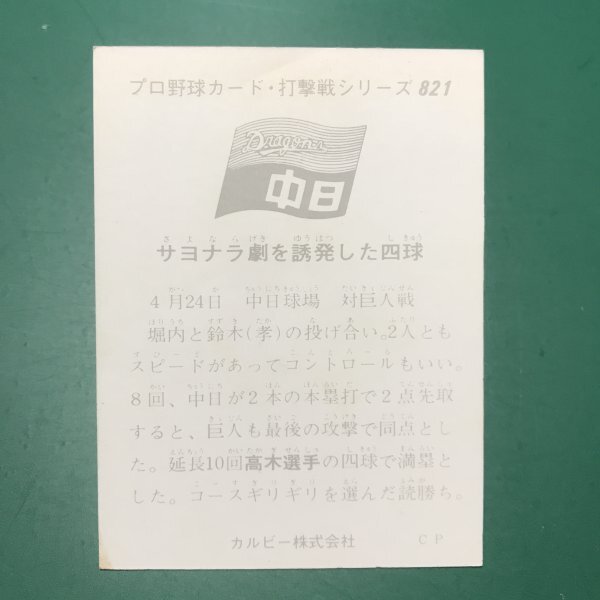 プロ野球カード・打撃戦シリーズ 821
Dragons
中日
サヨナラ劇を誘発した四球
4月24日 中日球場 対巨人戦
堀内と鈴木(孝)の投げ合い。2人とも
スピードがあってコントロールもいい。
8回、中日が2本の本塁打で2点先取
すると、巨人も最後の攻撃で同点とし
た。延長10回高木選手の四球で満塁と
した。コースギリギリを選んだ読勝ち。
カルビー株式会社 CP